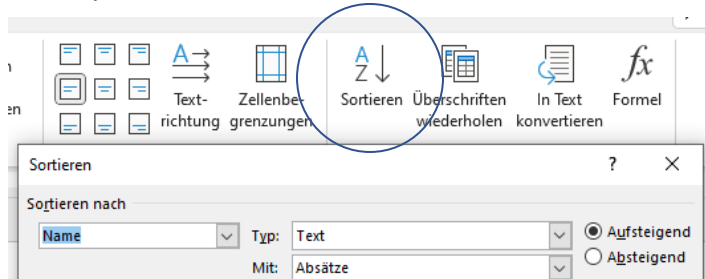 n
en
A
Z
Text-
richtung
Zellenbe-
grenzungen
Sortieren
Überschriften
wiederholen
In Text
konvertieren
fx
Formel
Sortieren ? ×
Sortieren nach
Name Typ: Text Aufsteigend
Mit: Absätze Absteigend